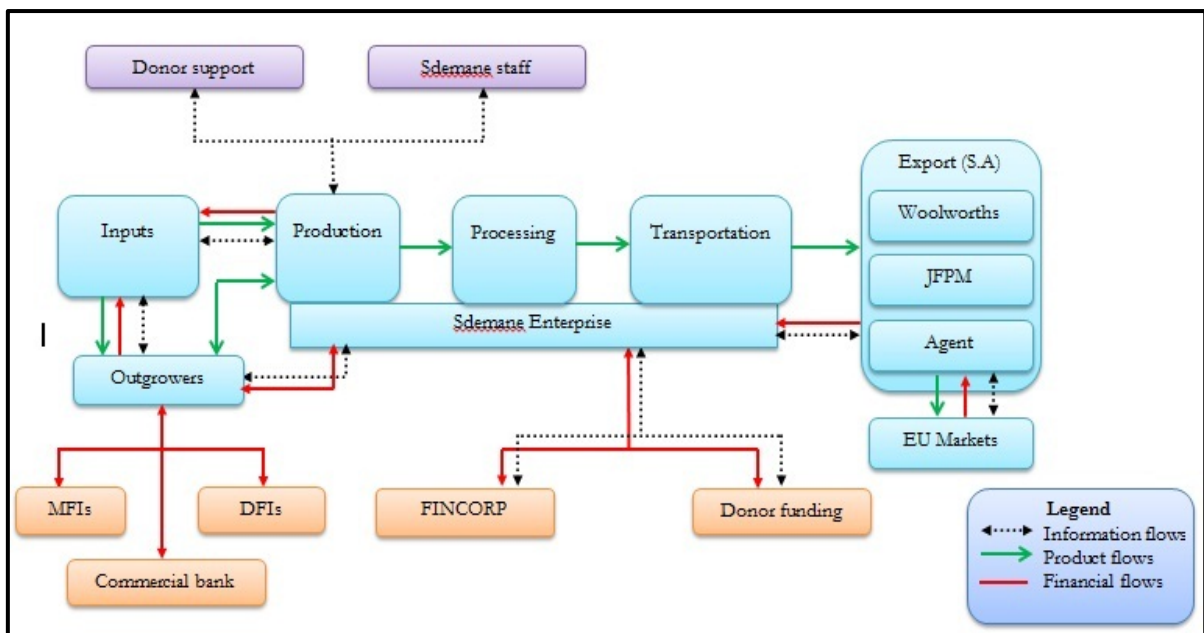 Donor support
Sdemane staff
Export (S.A)
Woolworths
Inputs
Production
Processing
Transportation
JFPM
Sdemane Enterprise
Agent
Outgrowers
EU Markets
MFIs
DFIs
FINCORP
Donor funding
Commercial bank
Legend
Information flows
Product flows
Financial flows